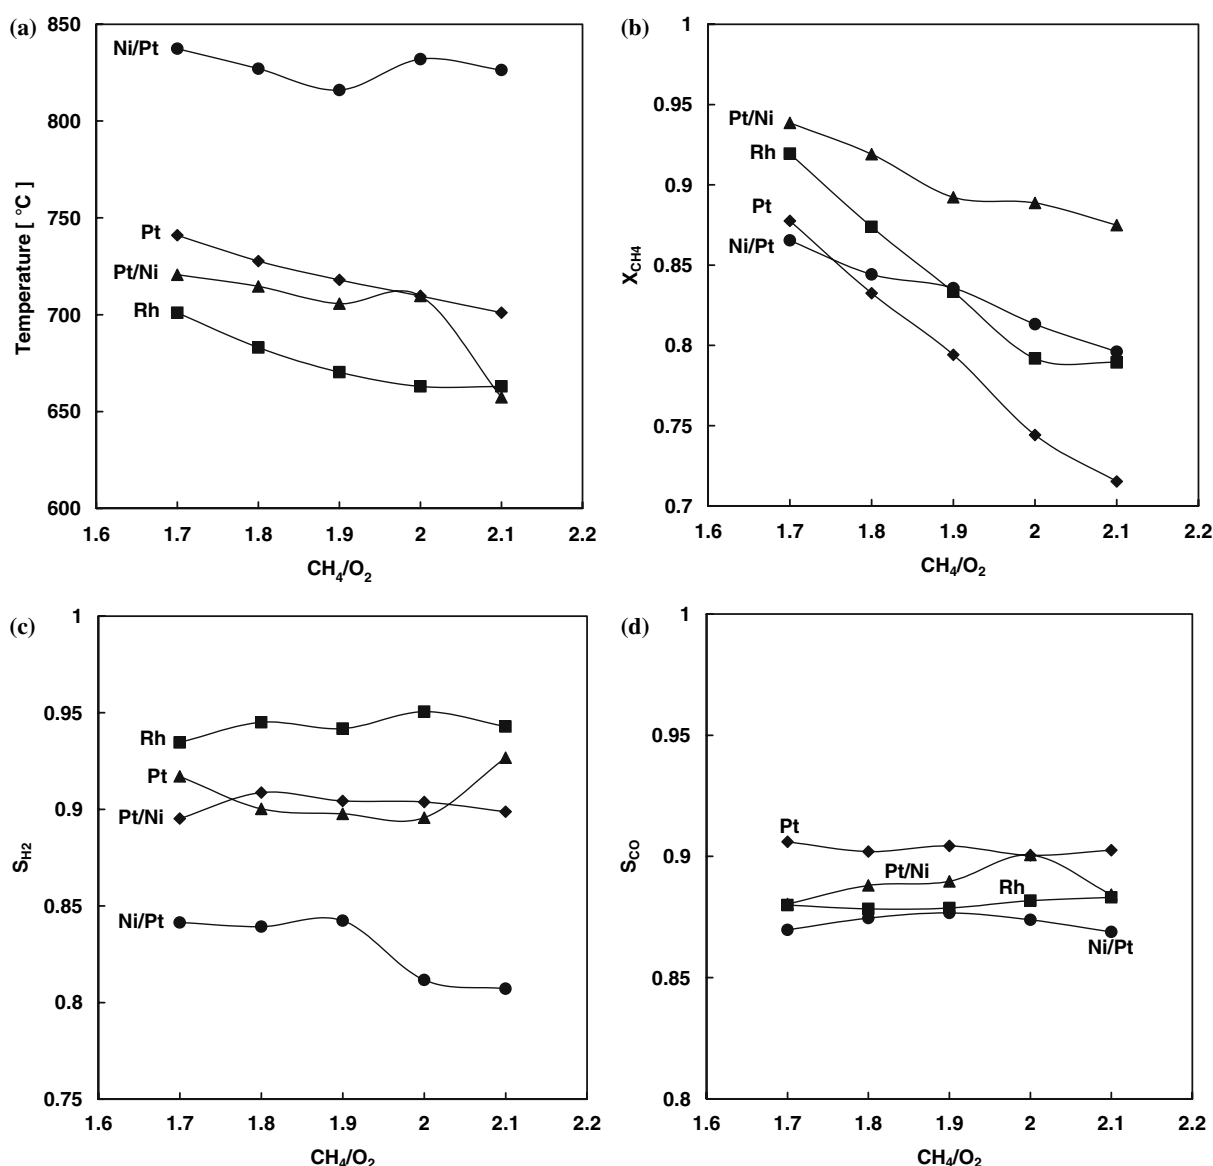 (a)
850
800
750
700
650
600
Temperature [ °C ]
Ni/Pt
Pt
Pt/Ni
Rh
1.6 1.7 1.8 1.9 2 2.1 2.2
CH4/O2
(b)
1
0.95
0.9
0.85
0.8
0.75
0.7
XCH4
Pt/Ni
Rh
Pt
Ni/Pt
1.6 1.7 1.8 1.9 2 2.1 2.2
CH4/O2
(c)
1
0.95
0.9
0.85
0.8
0.75
SH2
Rh
Pt
Pt/Ni
Ni/Pt
1.6 1.7 1.8 1.9 2 2.1 2.2
CH4/O2
(d)
1
0.95
0.9
0.85
0.8
SCO
Pt
Pt/Ni
Rh
Ni/Pt
1.6 1.7 1.8 1.9 2 2.1 2.2
CH4/O2